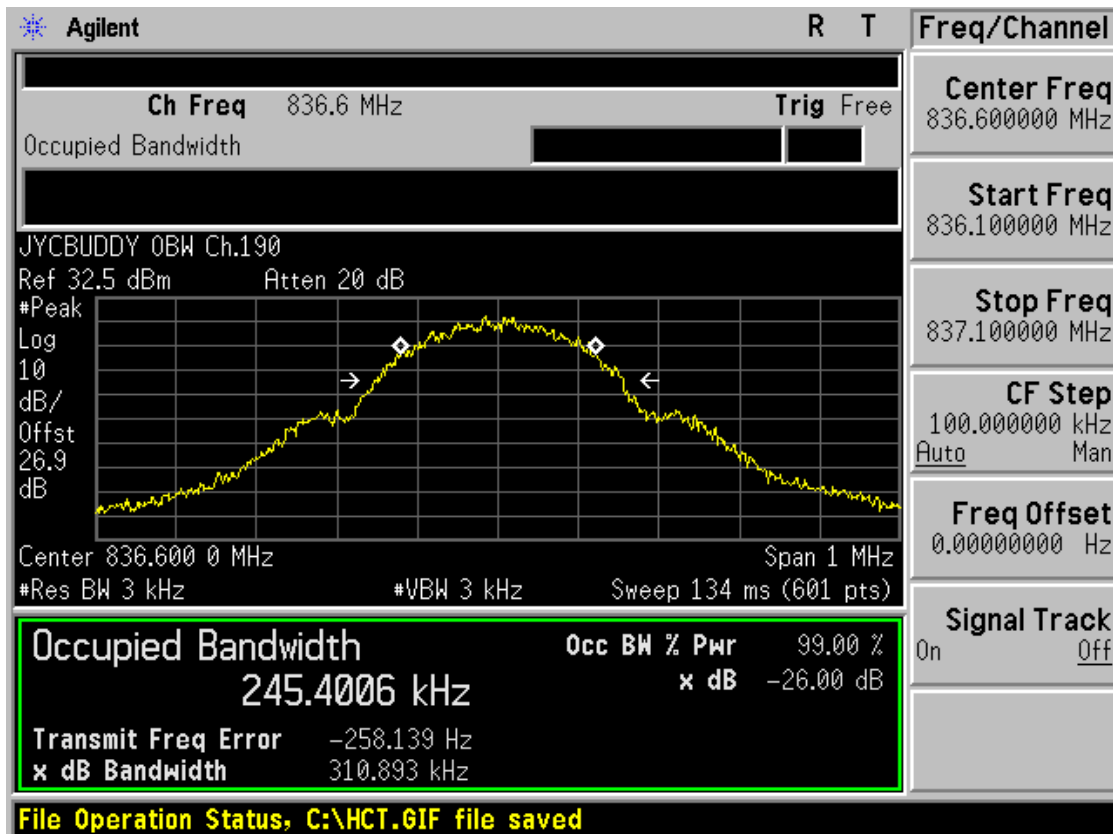 Agilent R T Freq/Channel
Ch Freq 836.6 MHz Trig Free
Occupied Bandwidth
Center Freq
836.600000 MHz
Start Freq
836.100000 MHz
Stop Freq
837.100000 MHz
CF Step
100.000000 kHz
Auto Man
Freq Offset
0.00000000 Hz
Signal Track
On Off
JYCBUDDY OBW Ch.190
Ref 32.5 dBm Atten 20 dB
#Peak
Log
10
dB/
Offst
26.9
dB
Center 836.600 0 MHz Span 1 MHz
#Res BW 3 kHz #VBW 3 kHz Sweep 134 ms (601 pts)
Occupied Bandwidth Occ BW % Pwr 99.00 %
245.4006 kHz x dB -26.00 dB
Transmit Freq Error -258.139 Hz
x dB Bandwidth 310.893 kHz
File Operation Status, C:\HCT.GIF file saved